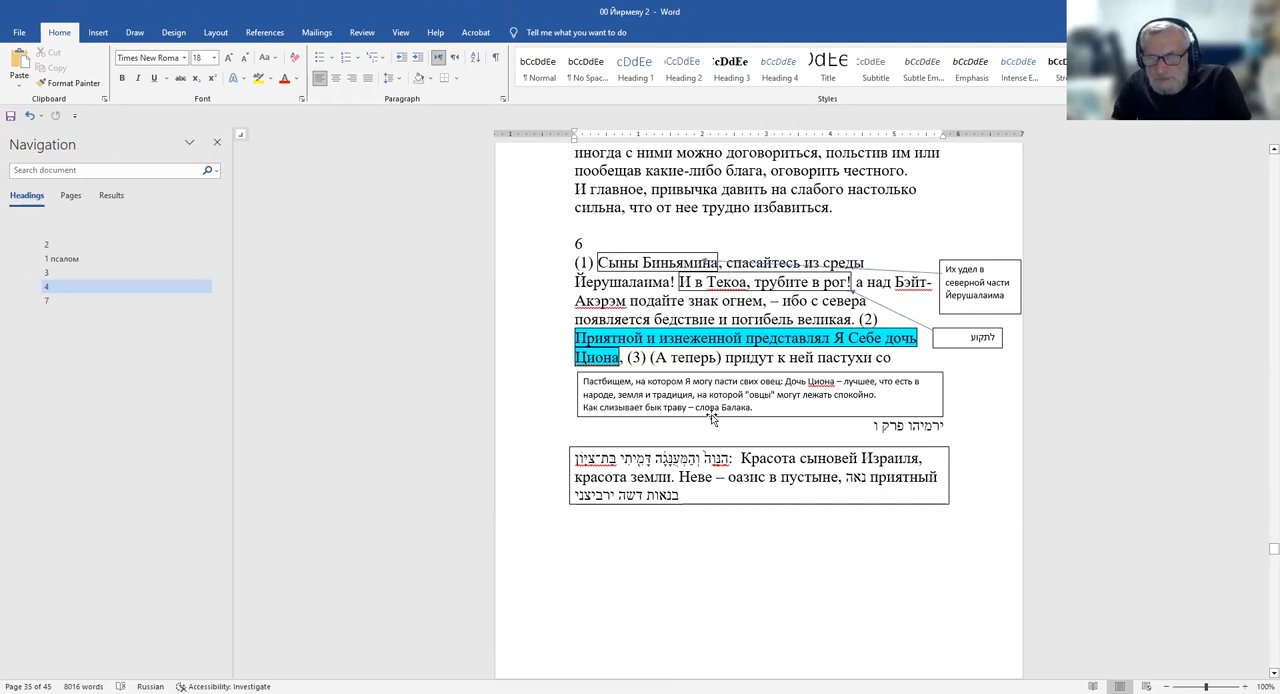 00 Йирмеяу 2 - Word
File Home Insert Draw Design Layout References Mailings Review View Help Acrobat Tell me what you want to do
Paste
Cut
Copy
Format Painter
Times New Roma 18
Clipboard Font Paragraph Styles
AaBbCcDdEe
¶ Normal ¶ No Spac... Heading 1 Heading 2 Heading 3 Heading 4 Title Subtitle Subtle Em... Emphasis Intense E...
Navigation
Search document
Headings Pages Results
2
1 псалом
3
4
7
иногда с ними можно договориться, польстив им или
пообещав какие-либо блага, оговорить честного.
И главное, привычка давить на слабого настолько
сильна, что от нее трудно избавиться.
6
(1) Сыны Биньямина, спасайтесь из среды
Йерушалаима! И в Текоа, трубите в рог! а над Бэйт-
Акэрэм подайте знак огнем, – ибо с севера
появляется бедствие и погибель великая. (2)
Приятной и изнеженной представлял Я Себе дочь
Циона, (3) (А теперь) придут к ней пастухи со
Их удел в
северной части
Йерушалаима
לתקוע
Пастбищем, на котором Я могу пасти свих овец: Дочь Циона – лучшее, что есть в
народе, земля и традиция, на которой "овцы" могут лежать спокойно.
Как слизывает бык траву – слова Балака.
ירמיהו פרק ו
הַנָּוָה֙ וְהַמְּעֻנָּגָ֔ה דָּמִ֖יתִי בַּת־צִיּֽוֹן: Красота сыновей Израиля,
красота земли. Неве – оазис в пустыне, נאה приятный
בנאות דשה ירביצני
Page 35 of 45 8016 words Russian Accessibility: Investigate 100%